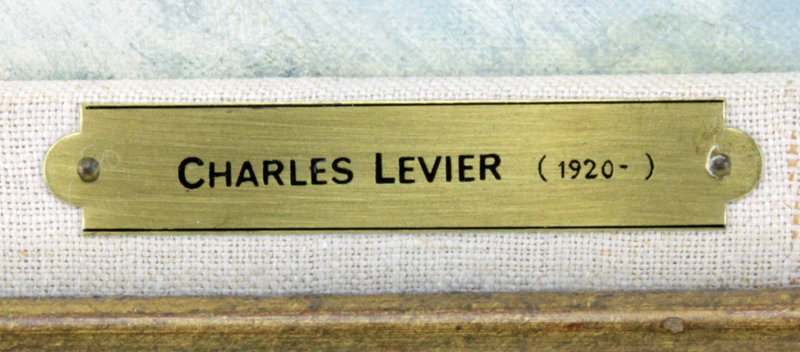 CHARLES LEVIER (1920- )